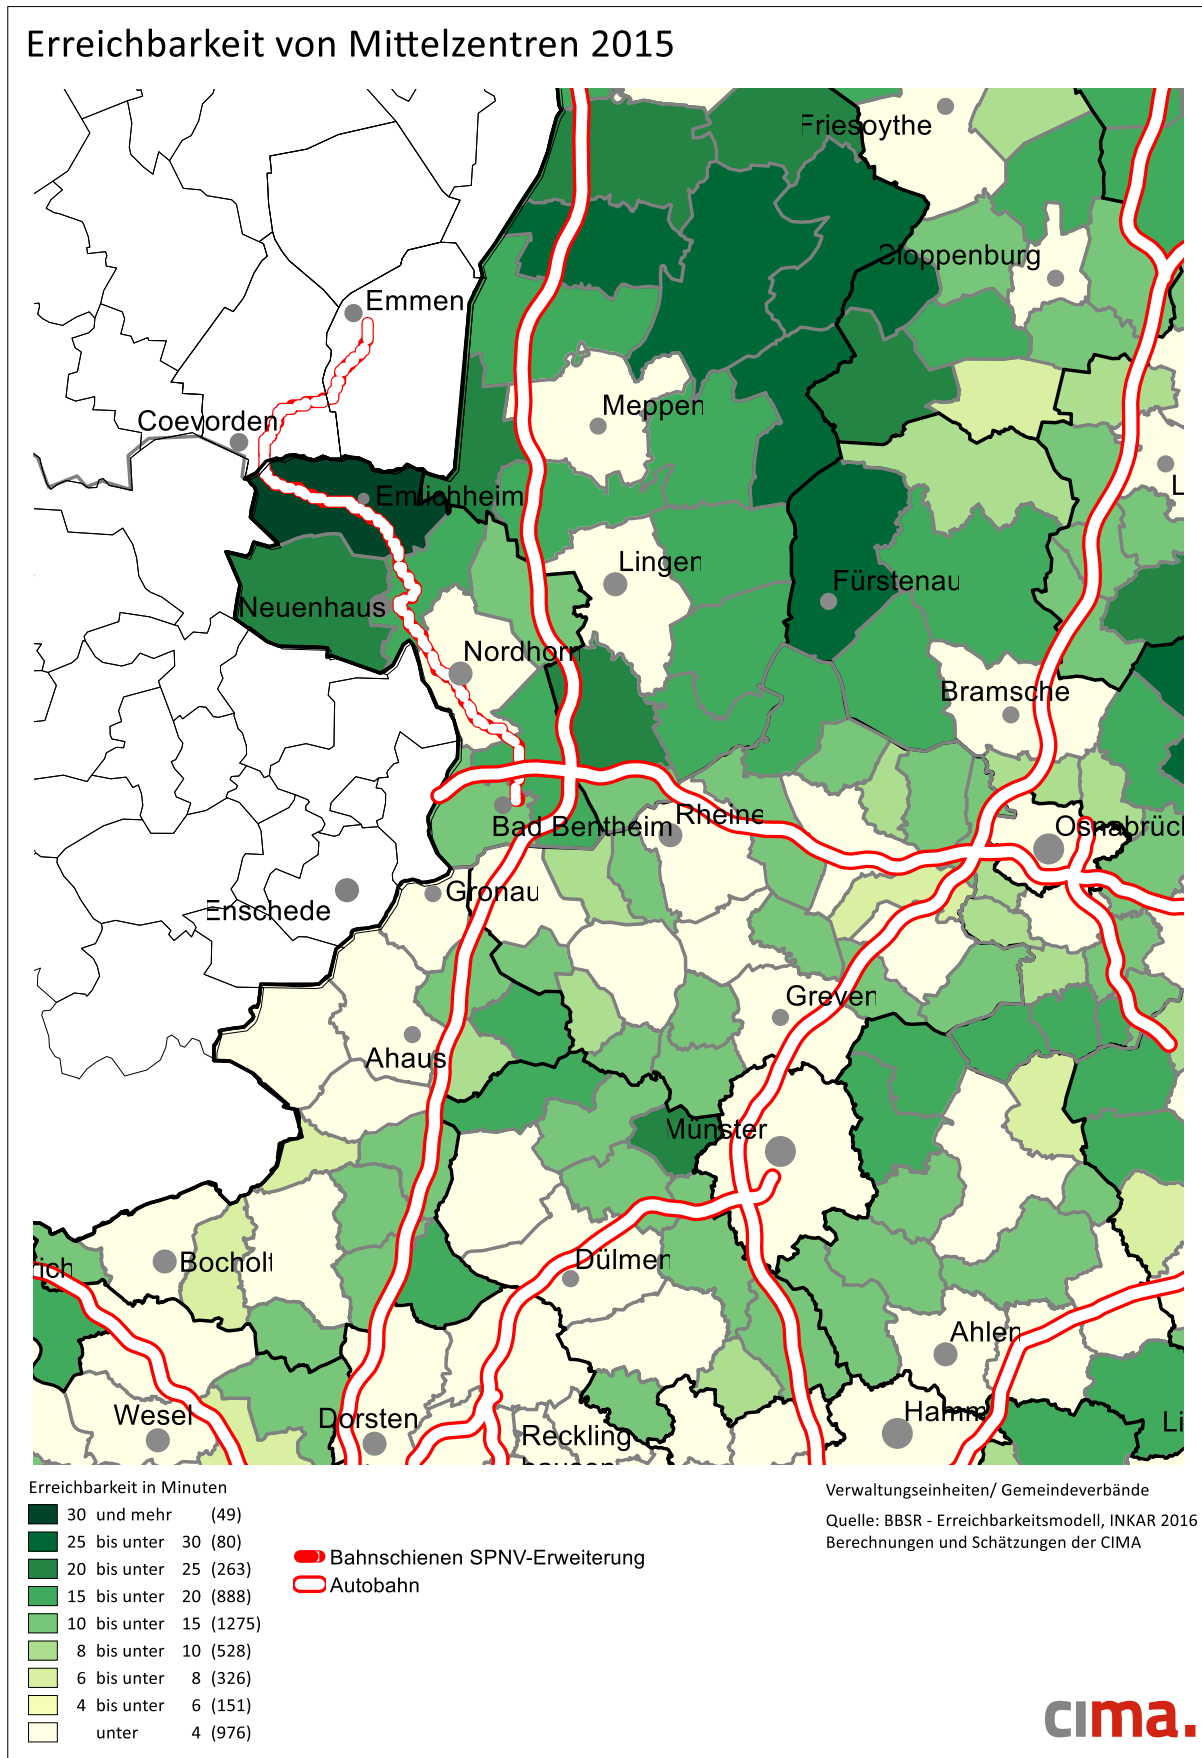 Erreichbarkeit von Mittelzentren 2015
Friesoythe
Cloppenburg
Emmen
Meppen
Coevorden
L
Emlichheim
Lingen
Fürstenau
Neuenhaus
Nordhorn
Bramsche
Rheine
Bad Bentheim
Osnabrück
Gronau
Enschede
Greven
Ahaus
Münster
Bocholt
rich
Dülmen
Ahlen
Wesel
Dorsten
Hamm
Li
Reckling
hausen
Erreichbarkeit in Minuten
30 und mehr (49)
25 bis unter 30 (80)
20 bis unter 25 (263)
15 bis unter 20 (888)
10 bis unter 15 (1275)
8 bis unter 10 (528)
6 bis unter 8 (326)
4 bis unter 6 (151)
unter 4 (976)
Bahnschienen SPNV-Erweiterung
Autobahn
Verwaltungseinheiten/ Gemeindeverbände
Quelle: BBSR - Erreichbarkeitsmodell, INKAR 2016
Berechnungen und Schätzungen der CIMA
cima.